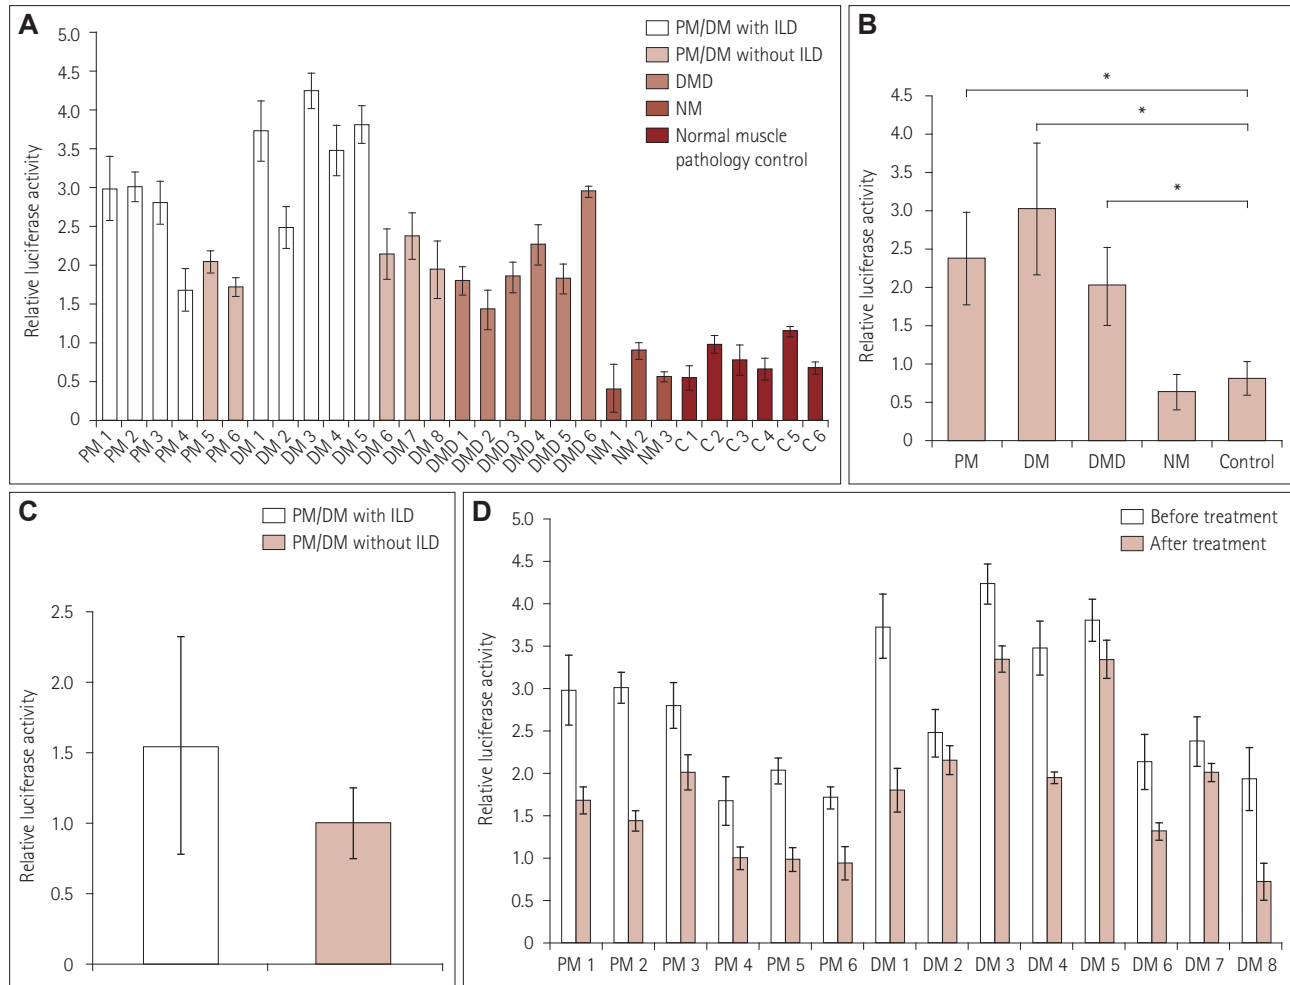 A
PM/DM with ILD
PM/DM without ILD
DMD
NM
Normal muscle
pathology control
Relative luciferase activity
5.0
4.5
4.0
3.5
3.0
2.5
2.0
1.5
1.0
0.5
0
PM 1 PM 2 PM 3 PM 4 PM 5 PM 6 DM 1 DM 2 DM 3 DM 4 DM 5 DM 6 DM 7 DM 8 DMD 1 DMD 2 DMD 3 DMD 4 DMD 5 DMD 6 NM 1 NM 2 NM 3 C 1 C 2 C 3 C 4 C 5 C 6
B
*
*
*
Relative luciferase activity
4.5
4.0
3.5
3.0
2.5
2.0
1.5
1.0
0.5
0
PM DM DMD NM Control
C
PM/DM with ILD
PM/DM without ILD
Relative luciferase activity
2.5
2.0
1.5
1.0
0.5
0
D
Before treatment
After treatment
Relative luciferase activity
5.0
4.5
4.0
3.5
3.0
2.5
2.0
1.5
1.0
0.5
0
PM 1 PM 2 PM 3 PM 4 PM 5 PM 6 DM 1 DM 2 DM 3 DM 4 DM 5 DM 6 DM 7 DM 8